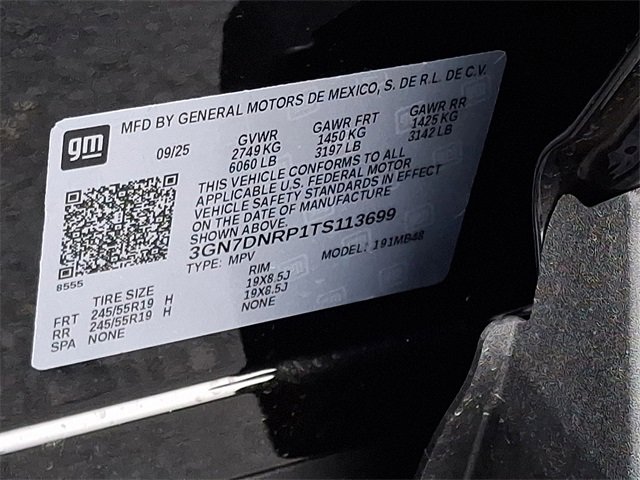 gm
MFD BY GENERAL MOTORS DE MEXICO, S. DE R.L. DE C.V.
09/25 GVWR GAWR FRT GAWR RR
2749 KG 1450 KG 1425 KG
6060 LB 3197 LB 3142 LB
THIS VEHICLE CONFORMS TO ALL
APPLICABLE U.S. FEDERAL MOTOR
VEHICLE SAFETY STANDARDS IN EFFECT
ON THE DATE OF MANUFACTURE
SHOWN ABOVE.
3GN7DNRP1TS113699
TYPE: MPV MODEL: 191MB48
8555
TIRE SIZE RIM
FRT 245/55R19 H 19X8.5J
RR 245/55R19 H 19X8.5J
SPA NONE NONE